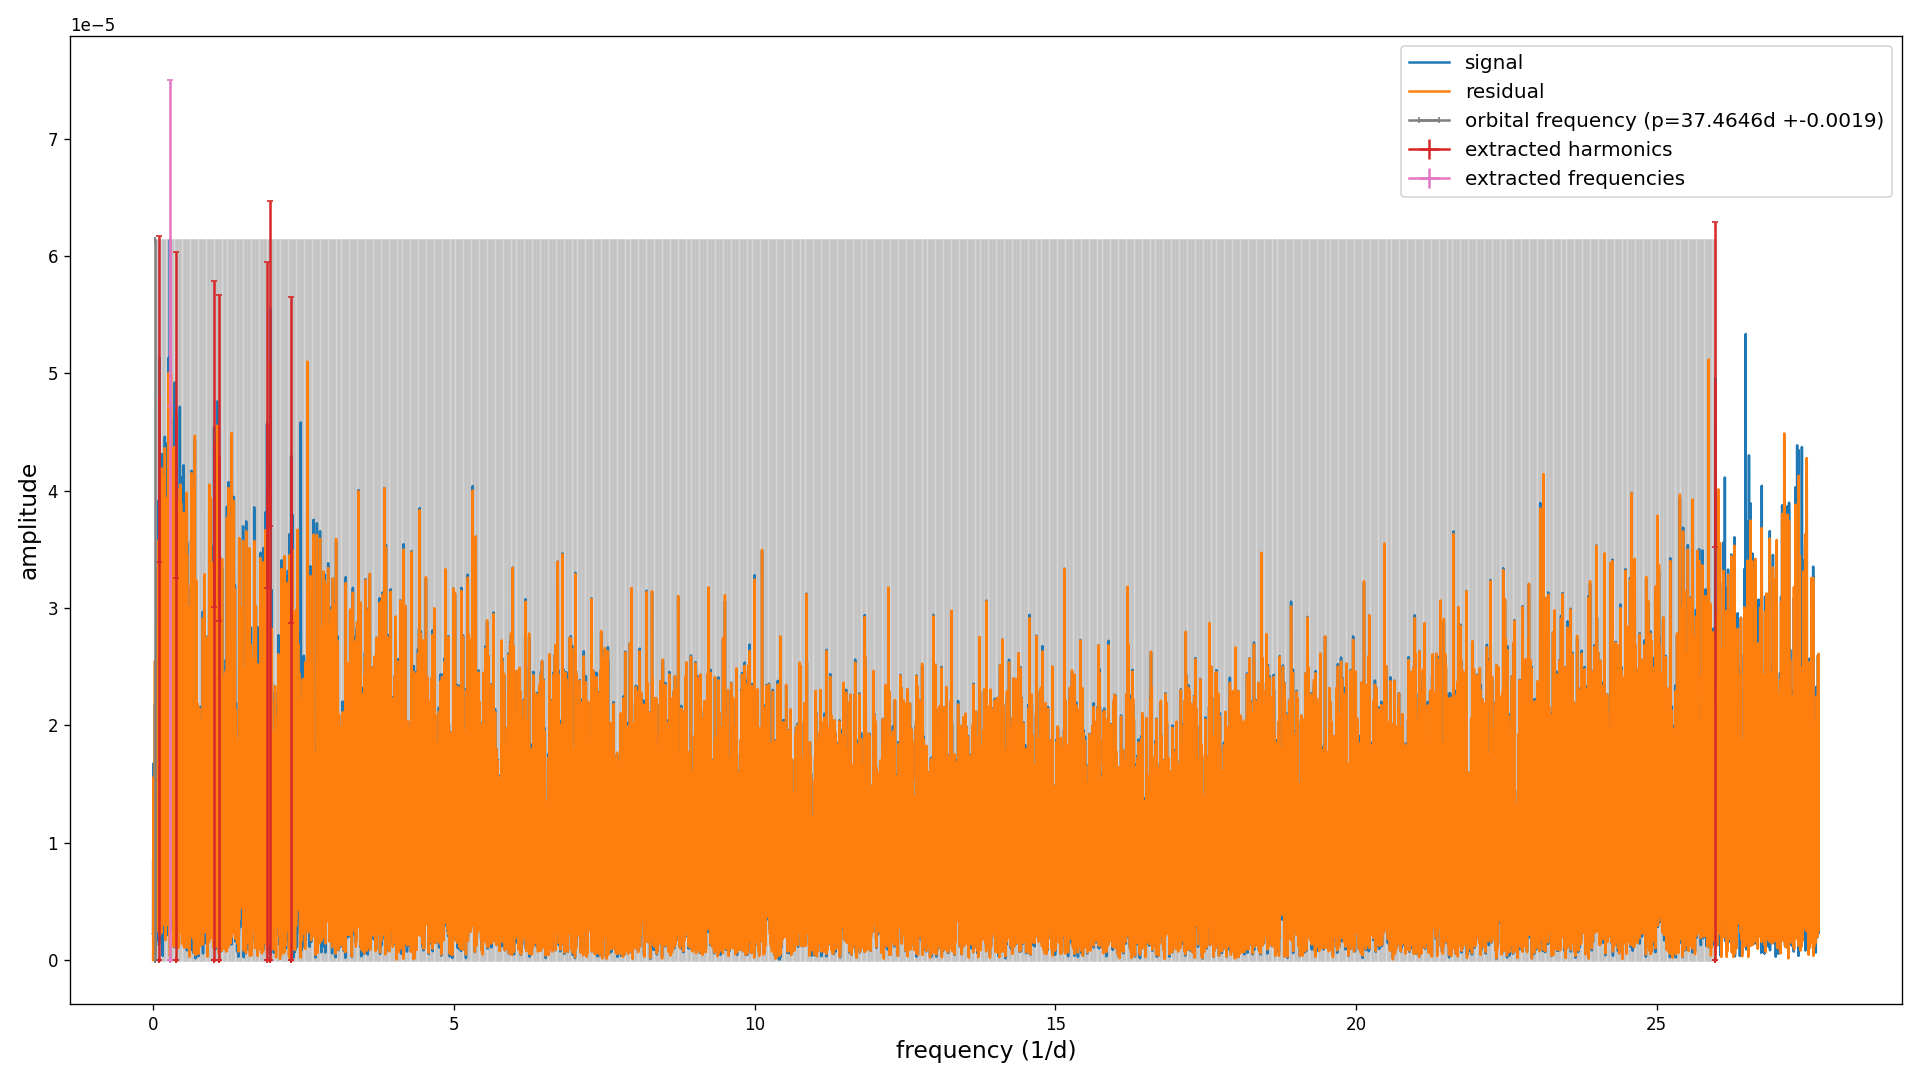 1e−5
signal
residual
orbital frequency (p=37.4646d +-0.0019)
extracted harmonics
extracted frequencies
7
6
5
4
3
2
1
0
amplitude
0 5 10 15 20 25
frequency (1/d)